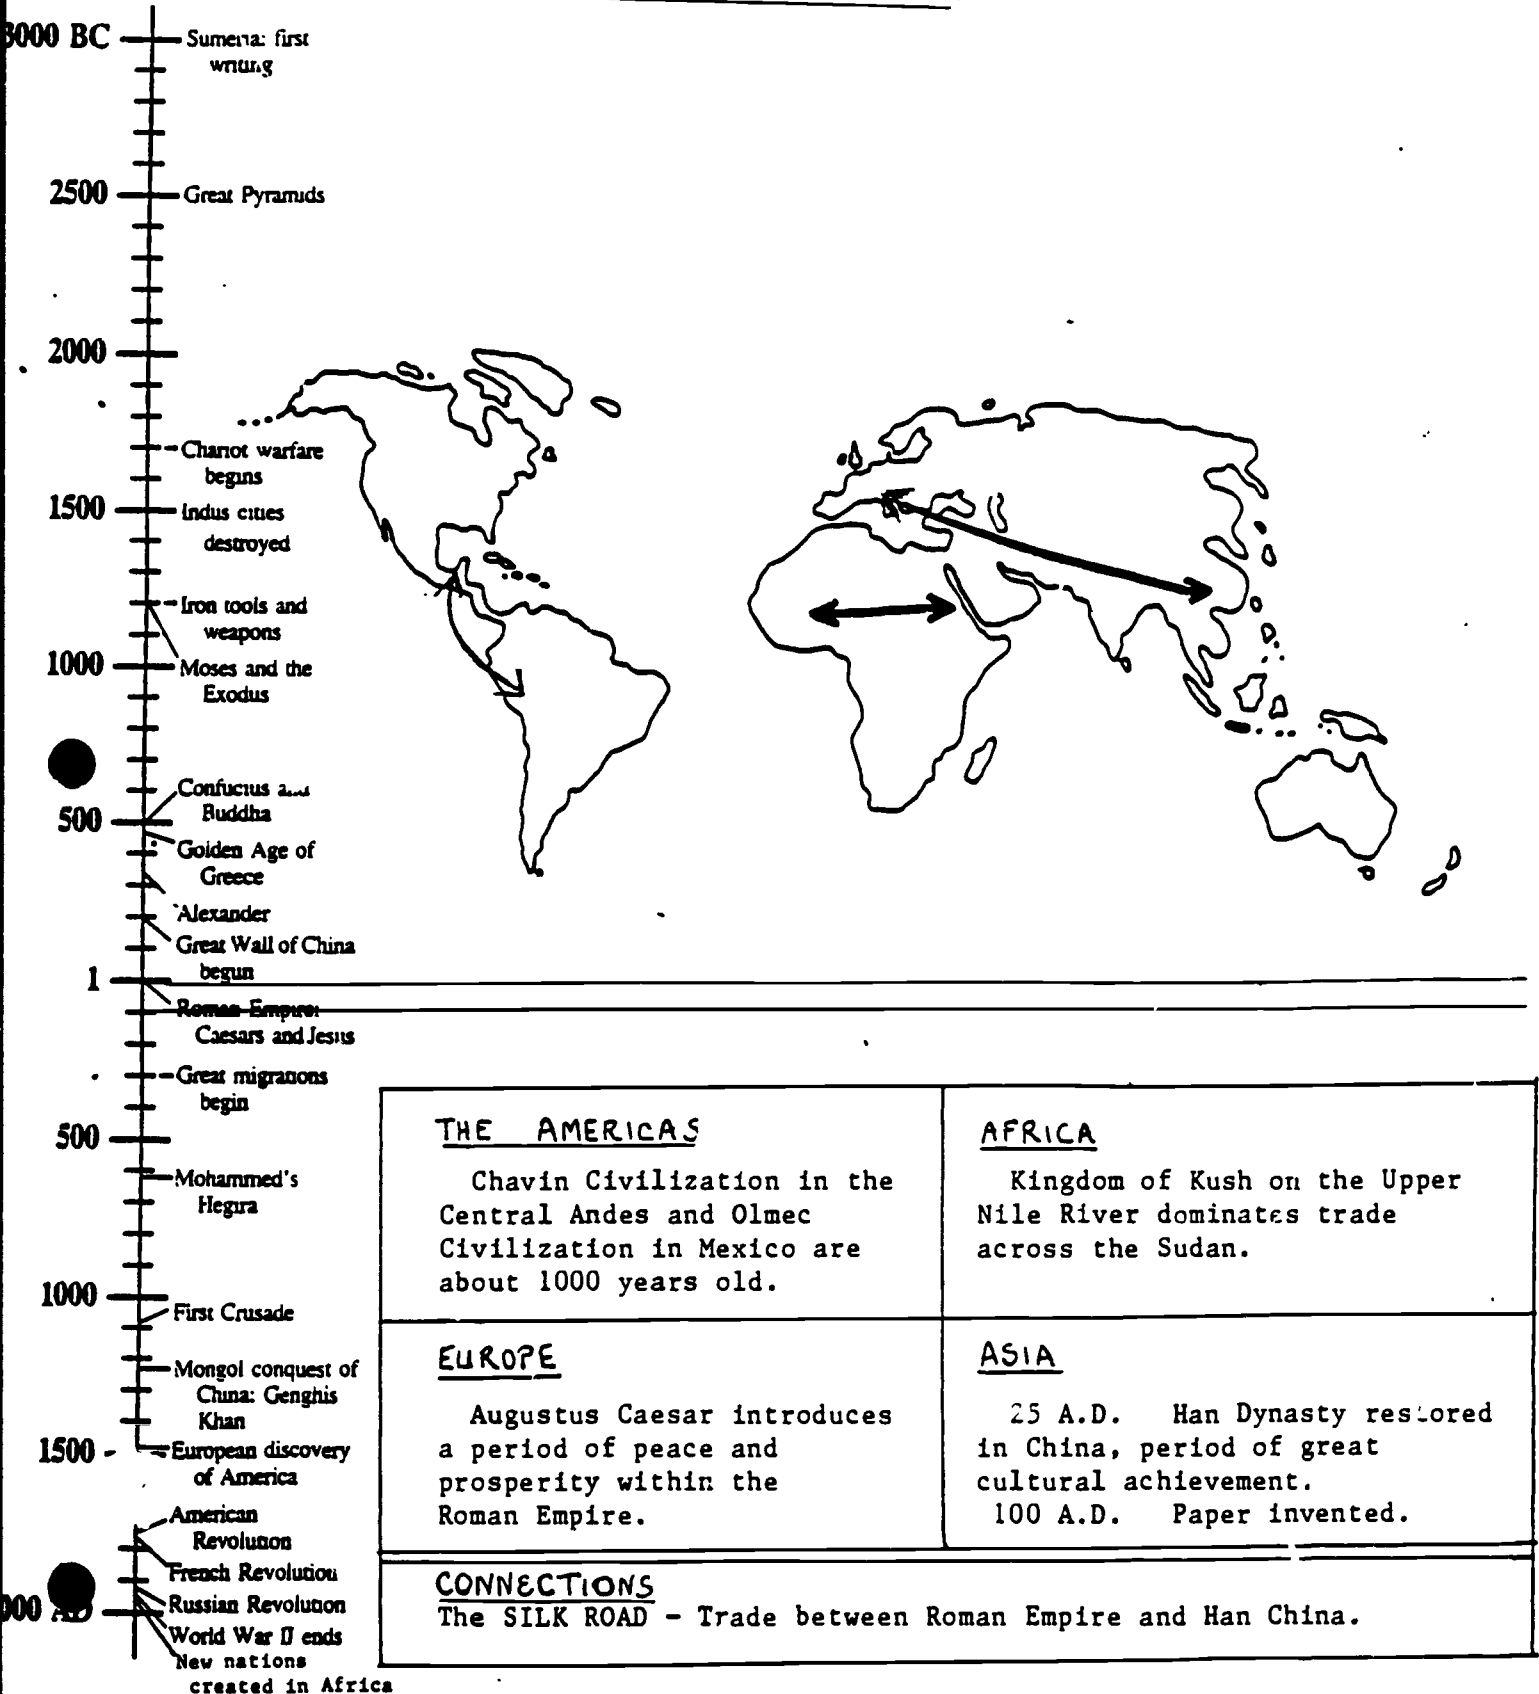 3000 BC
Sumeria: first
writing
2500
Great Pyramids
2000
Chariot warfare
begins
1500
Indus cities
destroyed
Iron tools and
weapons
1000
Moses and the
Exodus
Confucius and
Buddha
500
Golden Age of
Greece
Alexander
Great Wall of China
begun
1
Roman Empire:
Caesars and Jesus
Great migrations
begin
500
Mohammed's
Hegira
1000
First Crusade
Mongol conquest of
China: Genghis
Khan
1500
European discovery
of America
American
Revolution
French Revolution
Russian Revolution
000 AD
World War II ends
New nations
created in Africa
THE AMERICAS
Chavin Civilization in the
Central Andes and Olmec
Civilization in Mexico are
about 1000 years old.
AFRICA
Kingdom of Kush on the Upper
Nile River dominates trade
across the Sudan.
EUROPE
Augustus Caesar introduces
a period of peace and
prosperity within the
Roman Empire.
ASIA
25 A.D. Han Dynasty restored
in China, period of great
cultural achievement.
100 A.D. Paper invented.
CONNECTIONS
The SILK ROAD - Trade between Roman Empire and Han China.